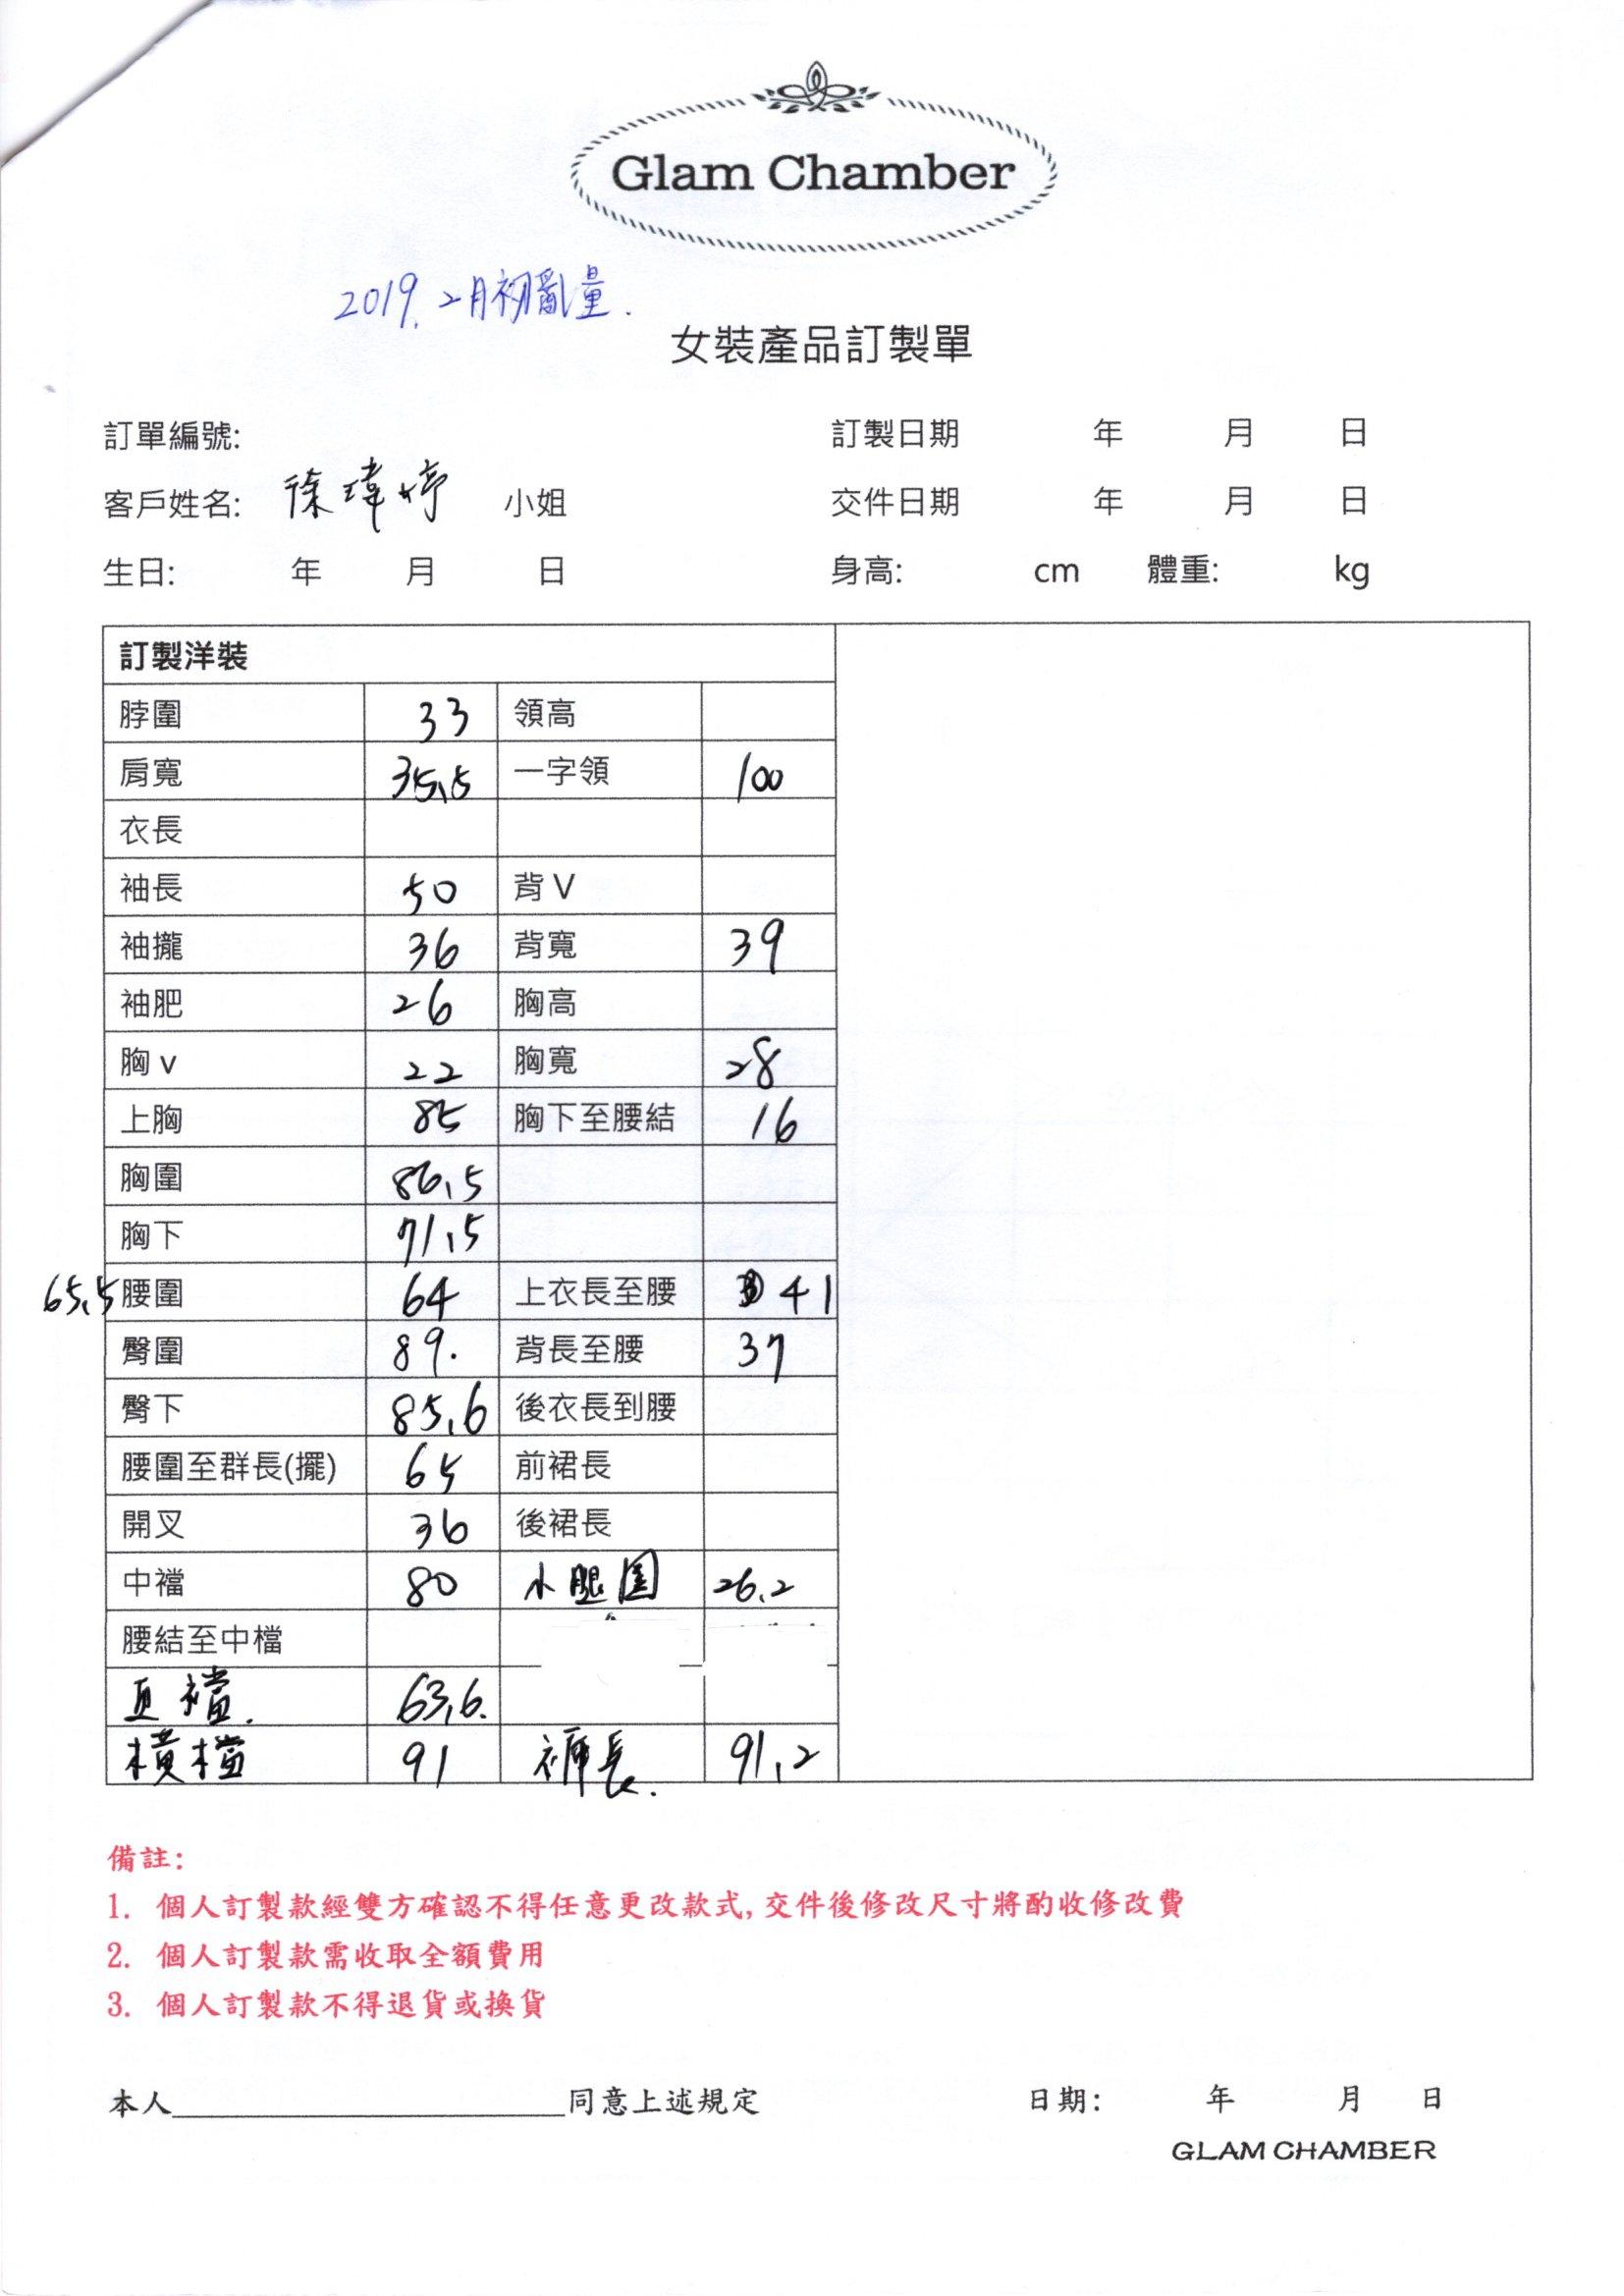 Glam Chamber
2019. 2月初亂量.
女裝產品訂製單
訂單編號: 訂製日期 年 月 日
客戶姓名: 徐瑋婷 小姐 交件日期 年 月 日
生日: 年 月 日 身高: cm 體重: kg
訂製洋裝
脖圍 33 領高
肩寬 35.5 一字領 100
衣長
袖長 50 背V
袖攏 36 背寬 39
袖肥 26 胸高
胸v 22 胸寬 28
上胸 85 胸下至腰結 16
胸圍 86.5
胸下 71.5
65.5 腰圍 64 上衣長至腰 41
臀圍 89. 背長至腰 37
臀下 85.6 後衣長到腰
腰圍至群長(擺) 65 前裙長
開叉 36 後裙長
中襠 80 小腿圍 26.2
腰結至中檔
直襠. 63.6.
橫檔 91 褲長. 91.2
備註:
1. 個人訂製款經雙方確認不得任意更改款式,交件後修改尺寸將酌收修改費
2. 個人訂製款需收取全額費用
3. 個人訂製款不得退貨或換貨
本人____________________同意上述規定 日期: 年 月 日
GLAM CHAMBER